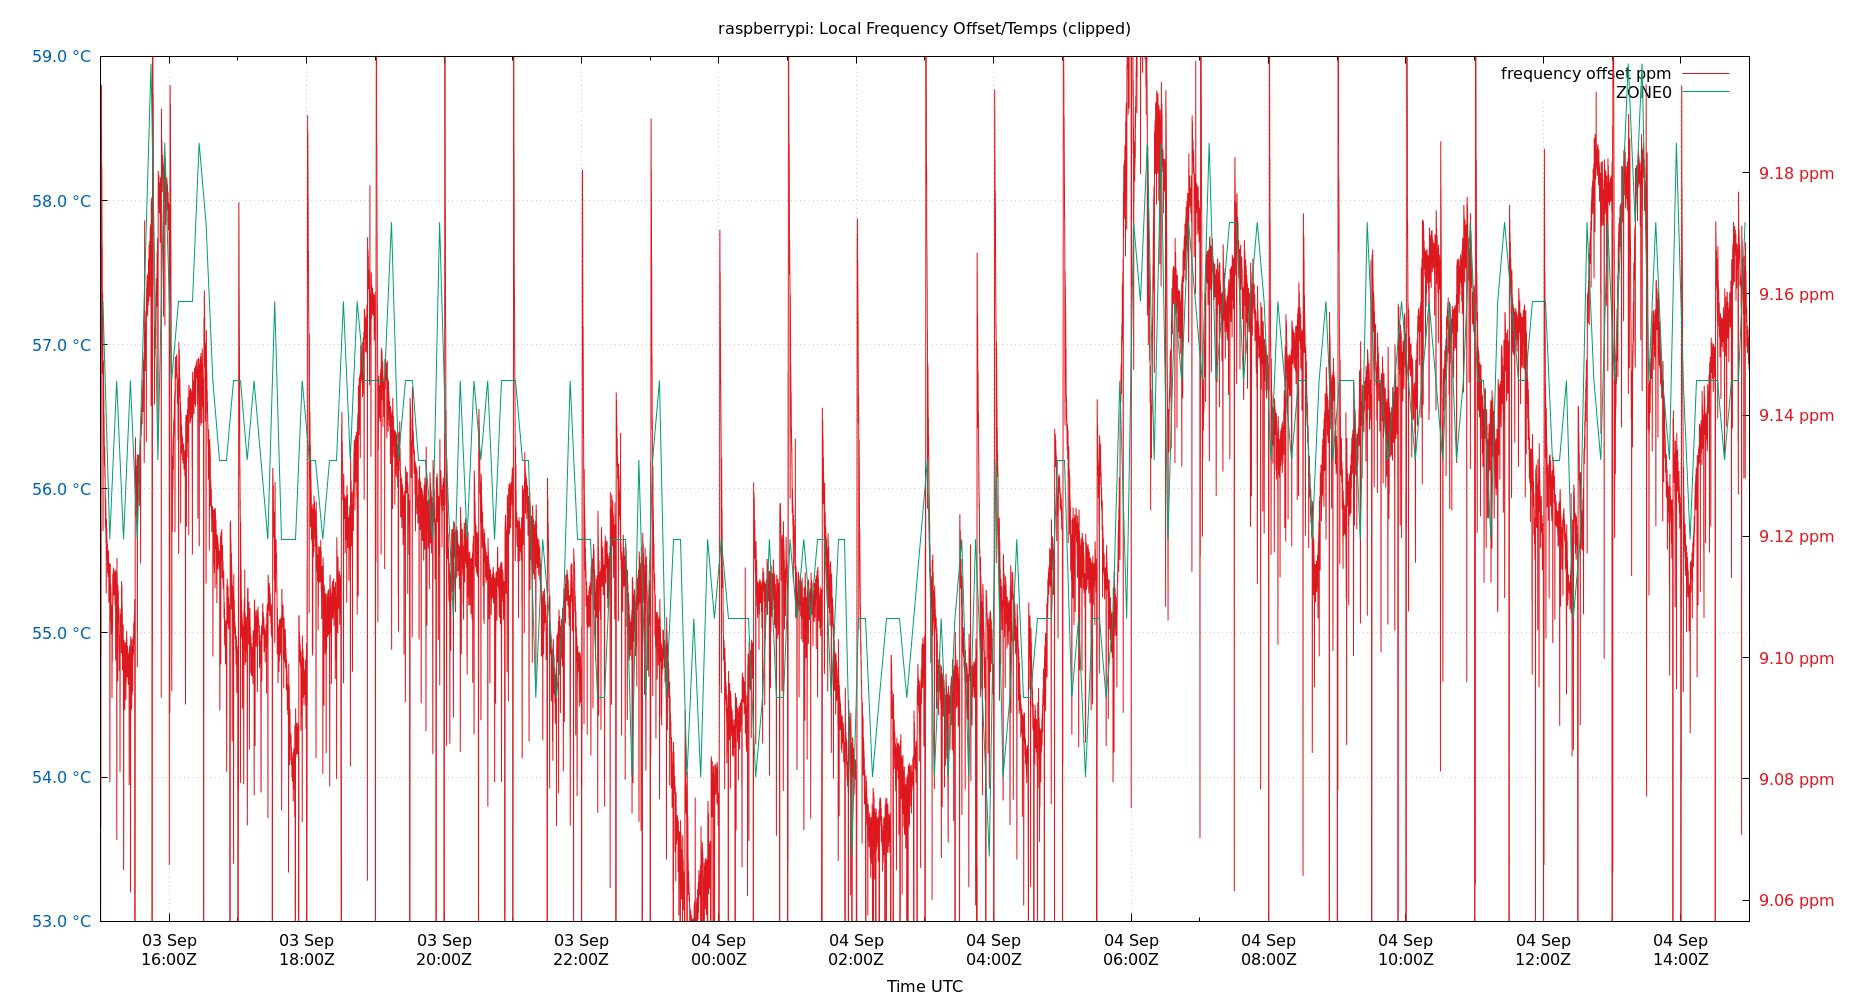 raspberrypi: Local Frequency Offset/Temps (clipped)
frequency offset ppm
ZONE0
59.0 °C
58.0 °C
57.0 °C
56.0 °C
55.0 °C
54.0 °C
53.0 °C
9.18 ppm
9.16 ppm
9.14 ppm
9.12 ppm
9.10 ppm
9.08 ppm
9.06 ppm
03 Sep 03 Sep 03 Sep 03 Sep 04 Sep 04 Sep 04 Sep 04 Sep 04 Sep 04 Sep 04 Sep 04 Sep
16:00Z 18:00Z 20:00Z 22:00Z 00:00Z 02:00Z 04:00Z 06:00Z 08:00Z 10:00Z 12:00Z 14:00Z
Time UTC